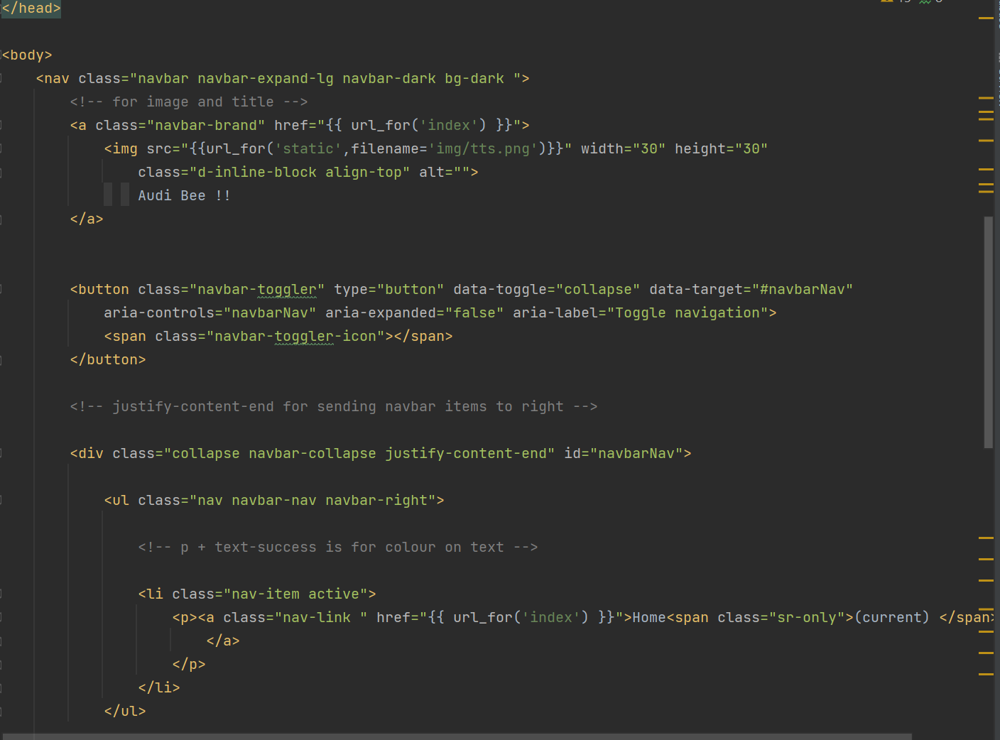 </head>
<body>
<nav class="navbar navbar-expand-lg navbar-dark bg-dark ">
<!-- for image and title -->
<a class="navbar-brand" href="{{ url_for('index') }}">
<img src="{{url_for('static',filename='img/tts.png')}}" width="30" height="30"
class="d-inline-block align-top" alt="">
Audi Bee !!
</a>
<button class="navbar-toggler" type="button" data-toggle="collapse" data-target="#navbarNav"
aria-controls="navbarNav" aria-expanded="false" aria-label="Toggle navigation">
<span class="navbar-toggler-icon"></span>
</button>
<!-- justify-content-end for sending navbar items to right -->
<div class="collapse navbar-collapse justify-content-end" id="navbarNav">
<ul class="nav navbar-nav navbar-right">
<!-- p + text-success is for colour on text -->
<li class="nav-item active">
<p><a class="nav-link " href="{{ url_for('index') }}">Home<span class="sr-only">(current) </span>
</a>
</p>
</li>
</ul>